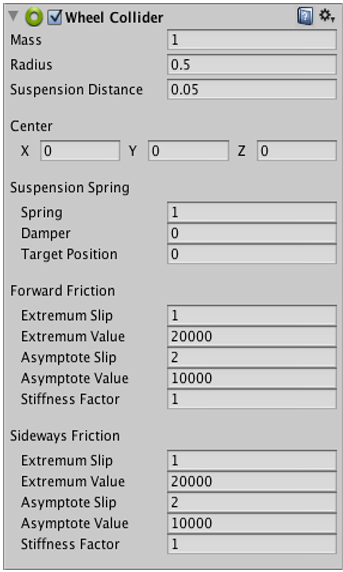 Wheel Collider
Mass 1
Radius 0.5
Suspension Distance 0.05
Center
X 0 Y 0 Z 0
Suspension Spring
Spring 1
Damper 0
Target Position 0
Forward Friction
Extremum Slip 1
Extremum Value 20000
Asymptote Slip 2
Asymptote Value 10000
Stiffness Factor 1
Sideways Friction
Extremum Slip 1
Extremum Value 20000
Asymptote Slip 2
Asymptote Value 10000
Stiffness Factor 1